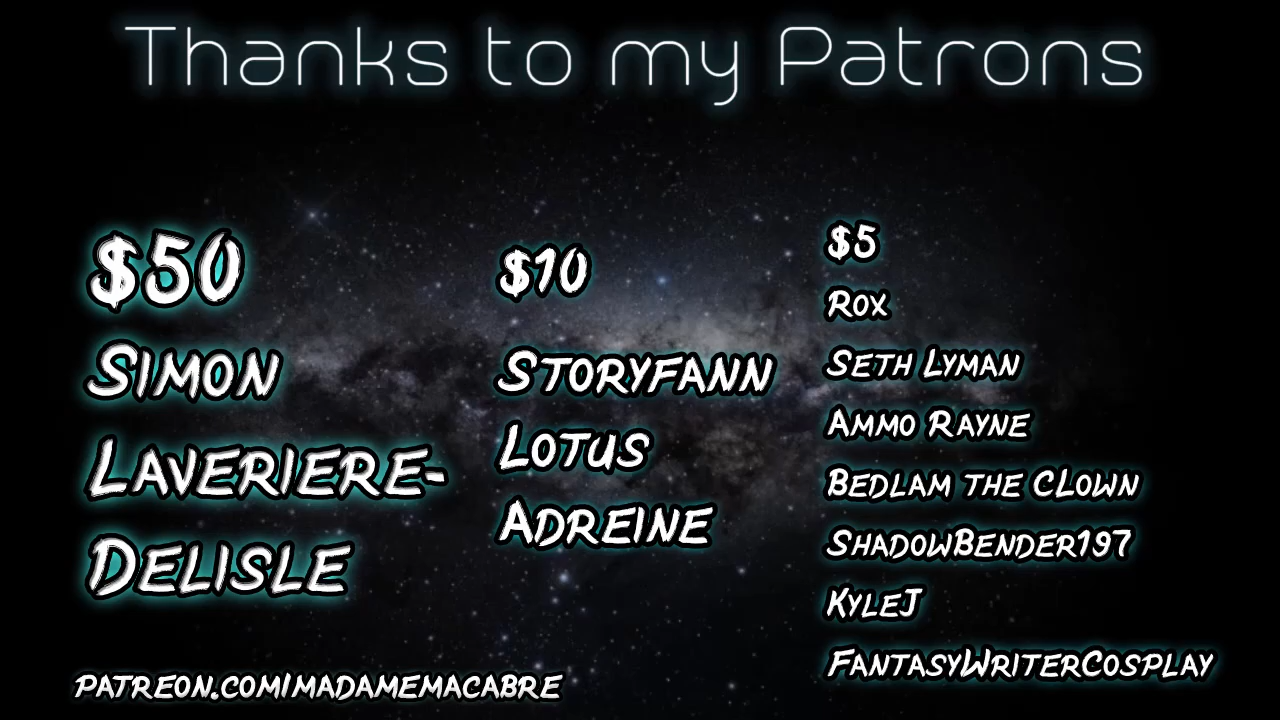 Thanks to my Patrons
$50
Simon
Laveriere-
Delisle
$10
Storyfann
Lotus
Adreine
$5
Rox
Seth Lyman
Ammo Rayne
Bedlam the CLown
ShadowBender197
KyleJ
FantasyWriterCosplay
patreon.com/madamemacabre